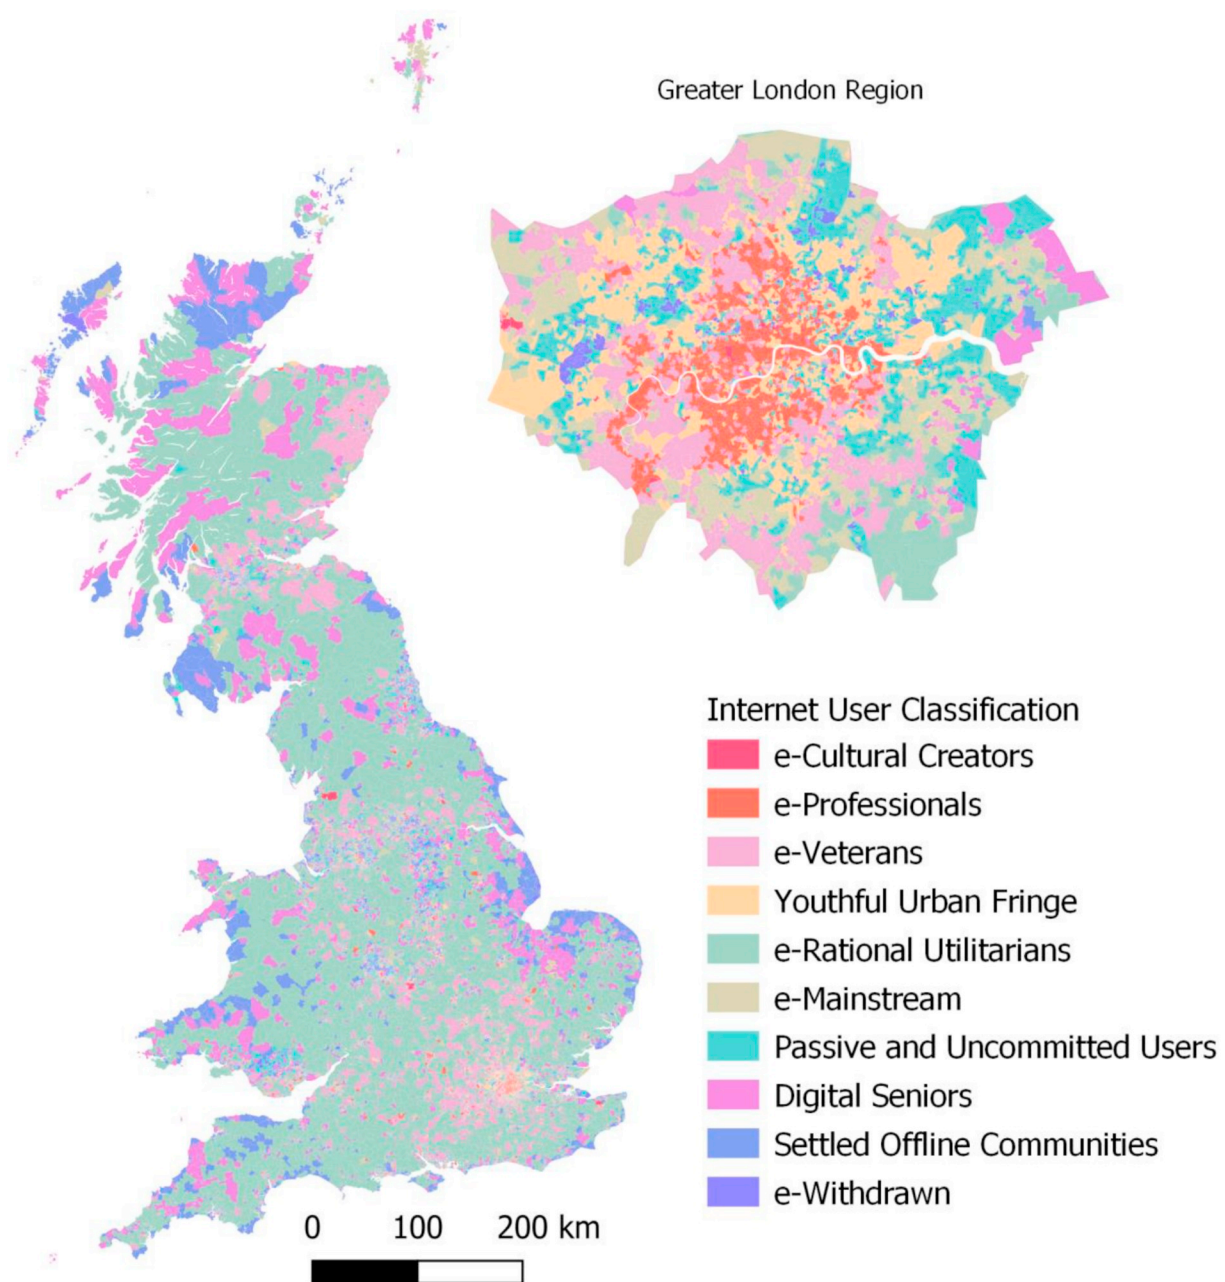 Greater London Region
Internet User Classification
e-Cultural Creators
e-Professionals
e-Veterans
Youthful Urban Fringe
e-Rational Utilitarians
e-Mainstream
Passive and Uncommitted Users
Digital Seniors
Settled Offline Communities
e-Withdrawn
0 100 200 km